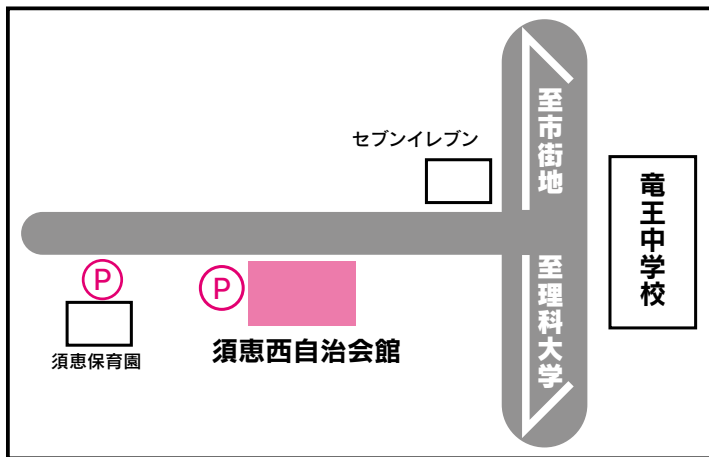 至市街地
セブンイレブン
竜王中学校
P
P
至理科大学
須恵西自治会館
須恵保育園